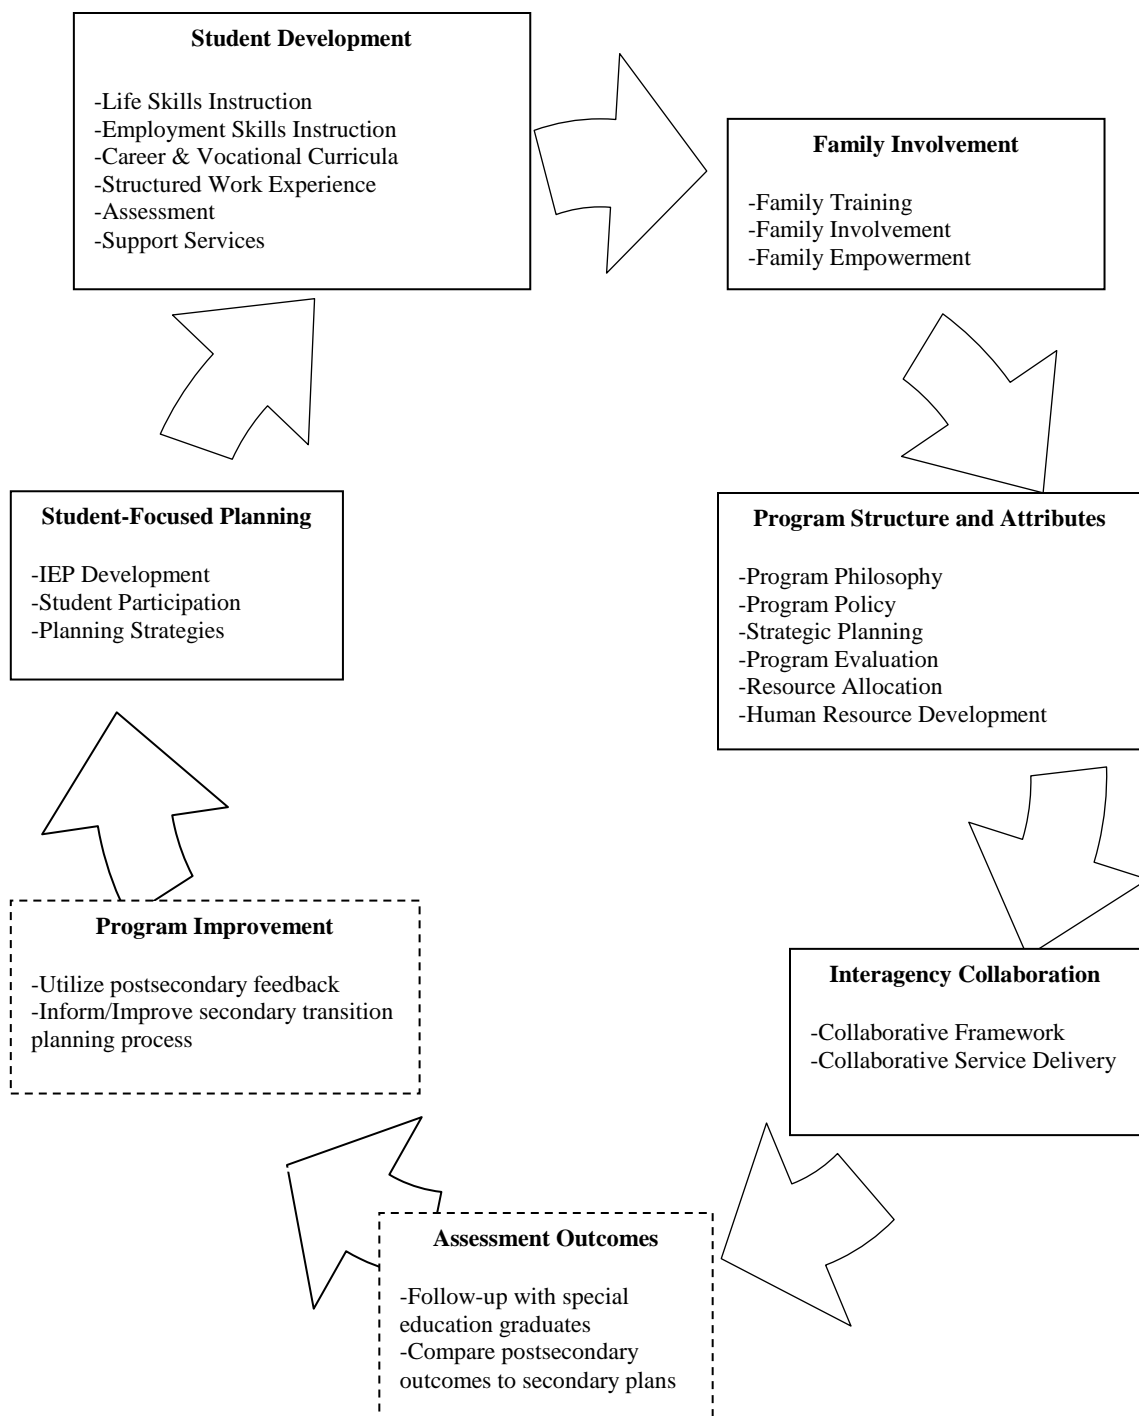 Student Development
-Life Skills Instruction
-Employment Skills Instruction
-Career & Vocational Curricula
-Structured Work Experience
-Assessment
-Support Services
Family Involvement
-Family Training
-Family Involvement
-Family Empowerment
Program Structure and Attributes
-Program Philosophy
-Program Policy
-Strategic Planning
-Program Evaluation
-Resource Allocation
-Human Resource Development
Interagency Collaboration
-Collaborative Framework
-Collaborative Service Delivery
Assessment Outcomes
-Follow-up with special
education graduates
-Compare postsecondary
outcomes to secondary plans
Program Improvement
-Utilize postsecondary feedback
-Inform/Improve secondary transition
planning process
Student-Focused Planning
-IEP Development
-Student Participation
-Planning Strategies